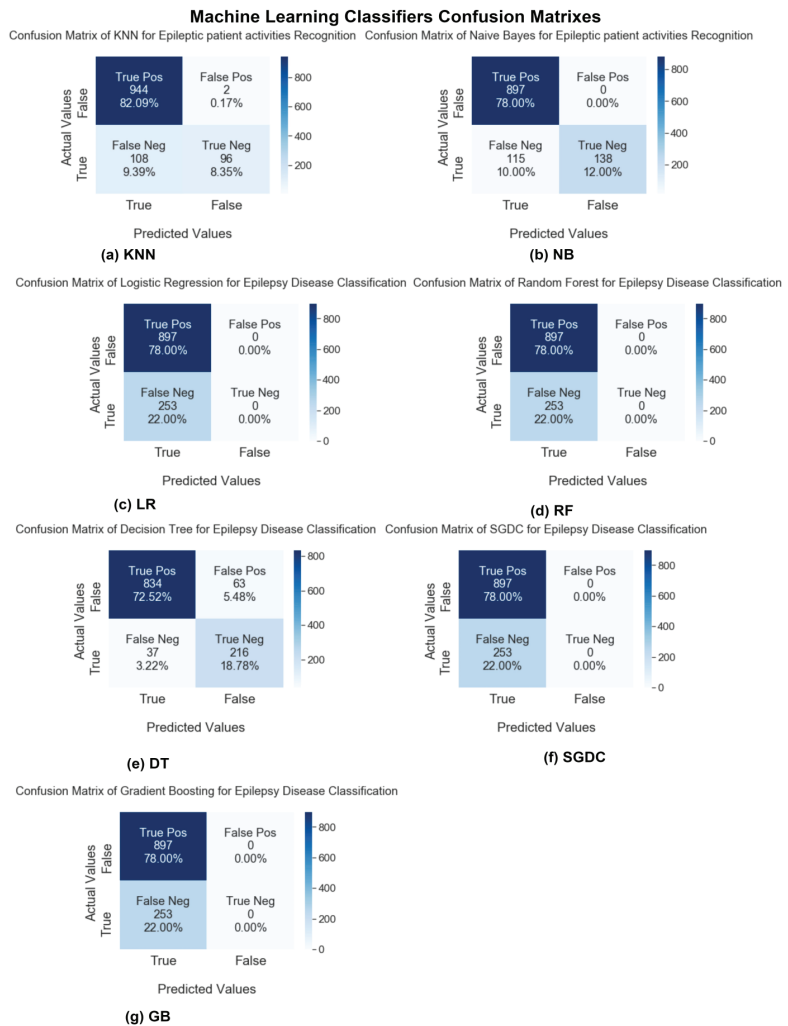 Machine Learning Classifiers Confusion Matrixes
Confusion Matrix of KNN for Epileptic patient activities Recognition
True Pos
944
82.09%
False Pos
2
0.17%
False Neg
108
9.39%
True Neg
96
8.35%
Actual Values
False
True
True
False
Predicted Values
800
600
400
200
(a) KNN
Confusion Matrix of Naive Bayes for Epileptic patient activities Recognition
True Pos
897
78.00%
False Pos
0
0.00%
False Neg
115
10.00%
True Neg
138
12.00%
Actual Values
False
True
True
False
Predicted Values
800
600
400
200
(b) NB
Confusion Matrix of Logistic Regression for Epilepsy Disease Classification
True Pos
897
78.00%
False Pos
0
0.00%
False Neg
253
22.00%
True Neg
0
0.00%
Actual Values
False
True
True
False
Predicted Values
800
600
400
200
0
(c) LR
Confusion Matrix of Random Forest for Epilepsy Disease Classification
True Pos
897
78.00%
False Pos
0
0.00%
False Neg
253
22.00%
True Neg
0
0.00%
Actual Values
False
True
True
False
Predicted Values
800
600
400
200
0
(d) RF
Confusion Matrix of Decision Tree for Epilepsy Disease Classification
True Pos
834
72.52%
False Pos
63
5.48%
False Neg
37
3.22%
True Neg
216
18.78%
Actual Values
False
True
True
False
Predicted Values
800
600
400
200
(e) DT
Confusion Matrix of SGDC for Epilepsy Disease Classification
True Pos
897
78.00%
False Pos
0
0.00%
False Neg
253
22.00%
True Neg
0
0.00%
Actual Values
False
True
True
False
Predicted Values
800
600
400
200
0
(f) SGDC
Confusion Matrix of Gradient Boosting for Epilepsy Disease Classification
True Pos
897
78.00%
False Pos
0
0.00%
False Neg
253
22.00%
True Neg
0
0.00%
Actual Values
False
True
True
False
Predicted Values
800
600
400
200
0
(g) GB